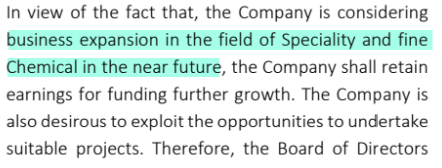 In view of the fact that, the Company is considering
business expansion in the field of Speciality and fine
Chemical in the near future, the Company shall retain
earnings for funding further growth. The Company is
also desirous to exploit the opportunities to undertake
suitable projects. Therefore, the Board of Directors